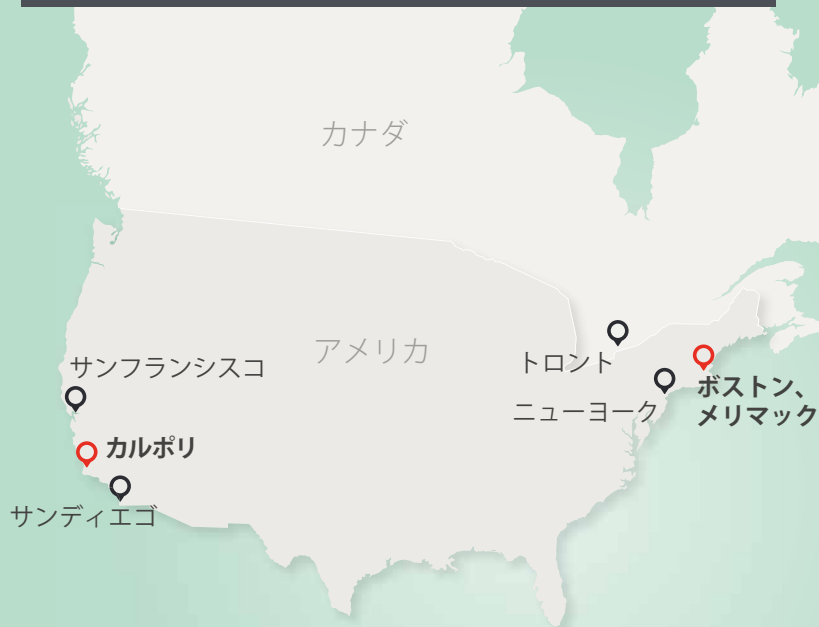 カナダ
アメリカ
サンフランシスコ
トロント
ボストン、
メリマック
ニューヨーク
カルポリ
サンディエゴ